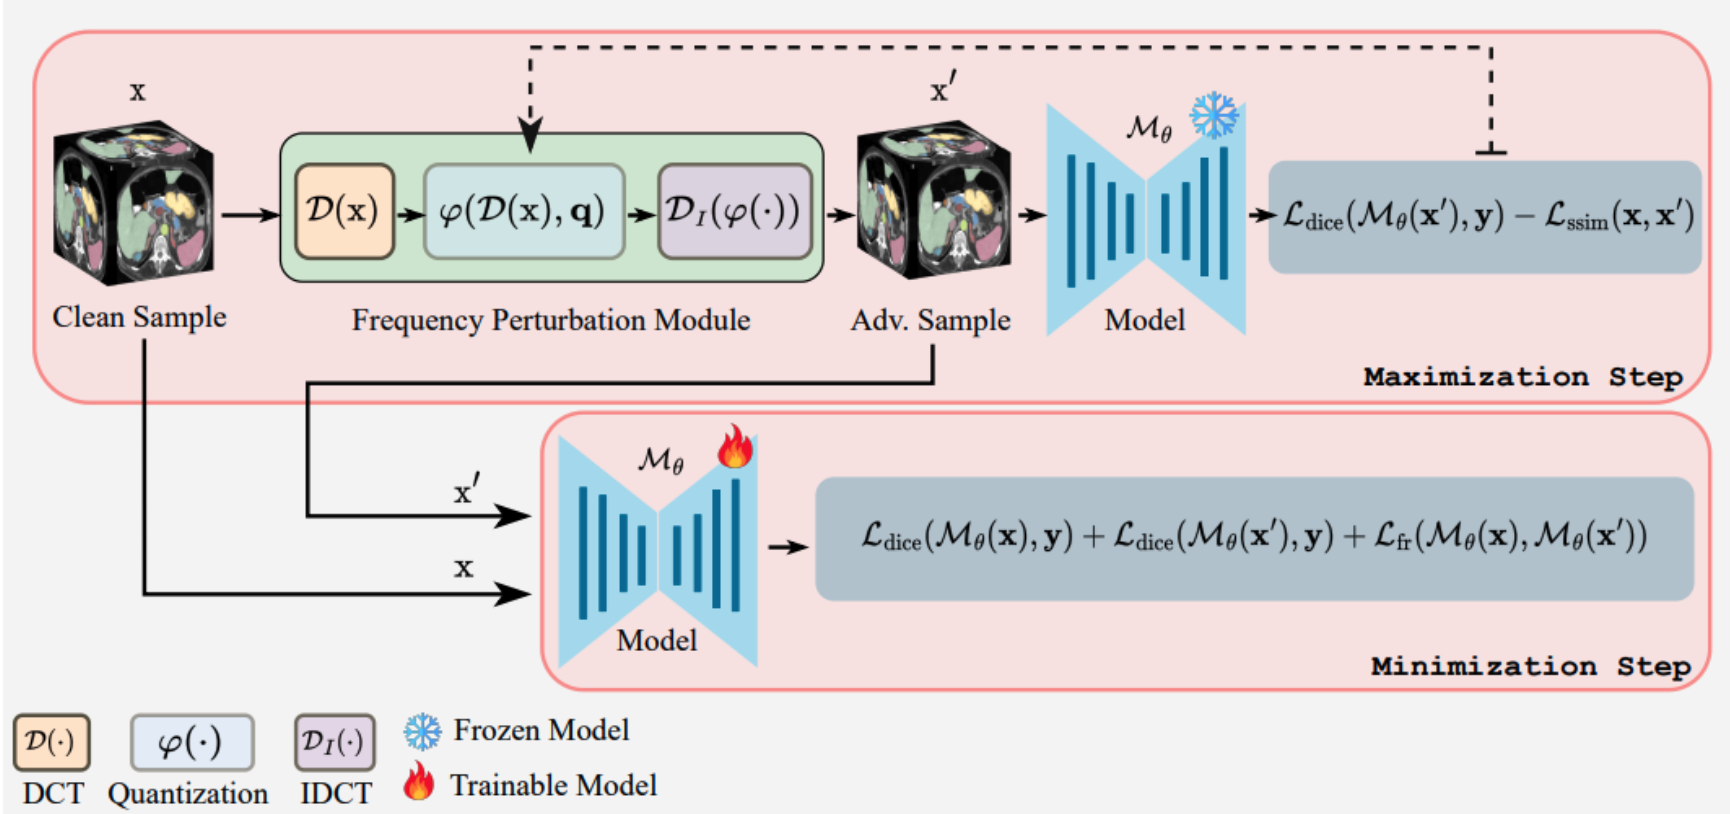 x
x′
ℳθ
𝒟(x)
φ(𝒟(x), q)
𝒟I(φ(·))
ℒdice(ℳθ(x′), y) − ℒssim(x, x′)
Clean Sample
Frequency Perturbation Module
Adv. Sample
Model
Maximization Step
ℳθ
x′
x
ℒdice(ℳθ(x), y) + ℒdice(ℳθ(x′), y) + ℒfr(ℳθ(x), ℳθ(x′))
Model
Minimization Step
𝒟(·)
φ(·)
𝒟I(·)
Frozen Model
Trainable Model
DCT
Quantization
IDCT